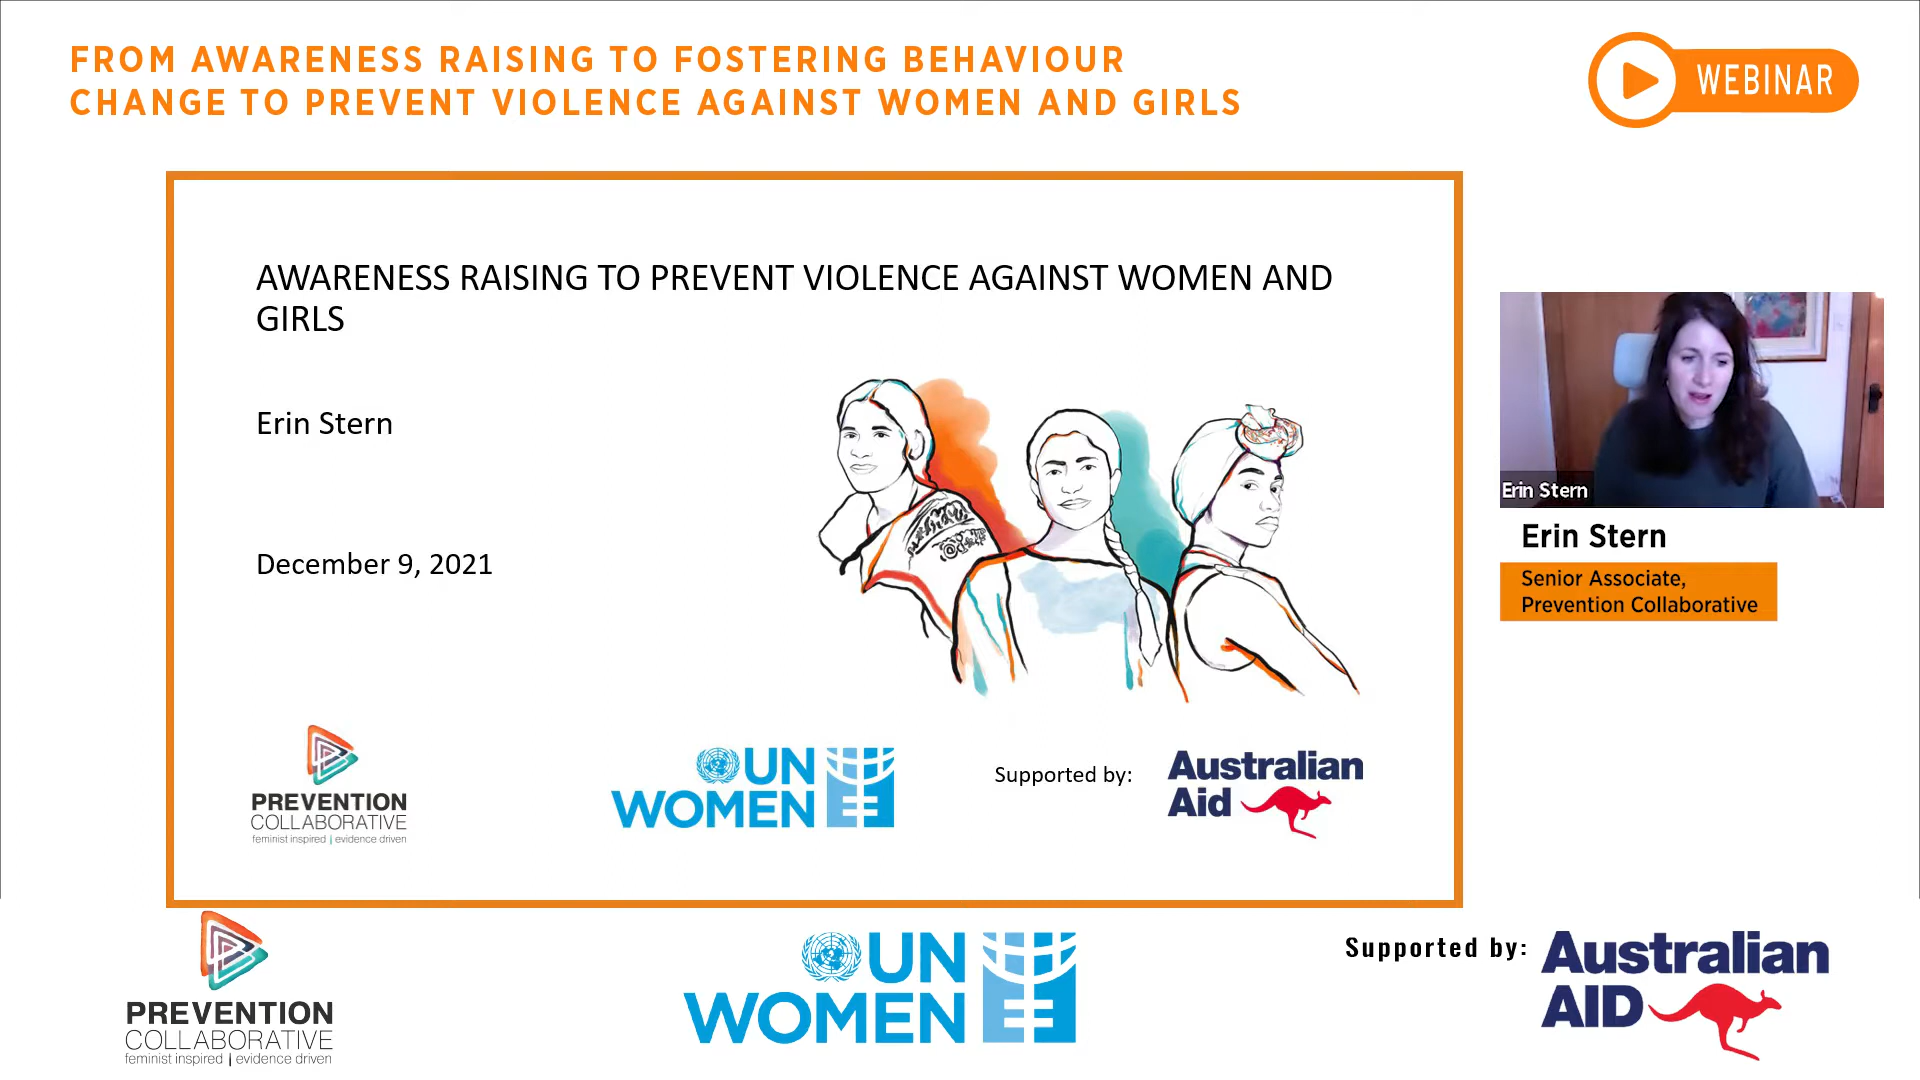 FROM AWARENESS RAISING TO FOSTERING BEHAVIOUR
CHANGE TO PREVENT VIOLENCE AGAINST WOMEN AND GIRLS
WEBINAR
AWARENESS RAISING TO PREVENT VIOLENCE AGAINST WOMEN AND
GIRLS
Erin Stern
December 9, 2021
PREVENTION
COLLABORATIVE
feminist inspired | evidence driven
UN
WOMEN
Supported by:
Australian
Aid
Erin Stern
Erin Stern
Senior Associate,
Prevention Collaborative
PREVENTION
COLLABORATIVE
feminist inspired | evidence driven
UN
WOMEN
Supported by:
Australian
AID